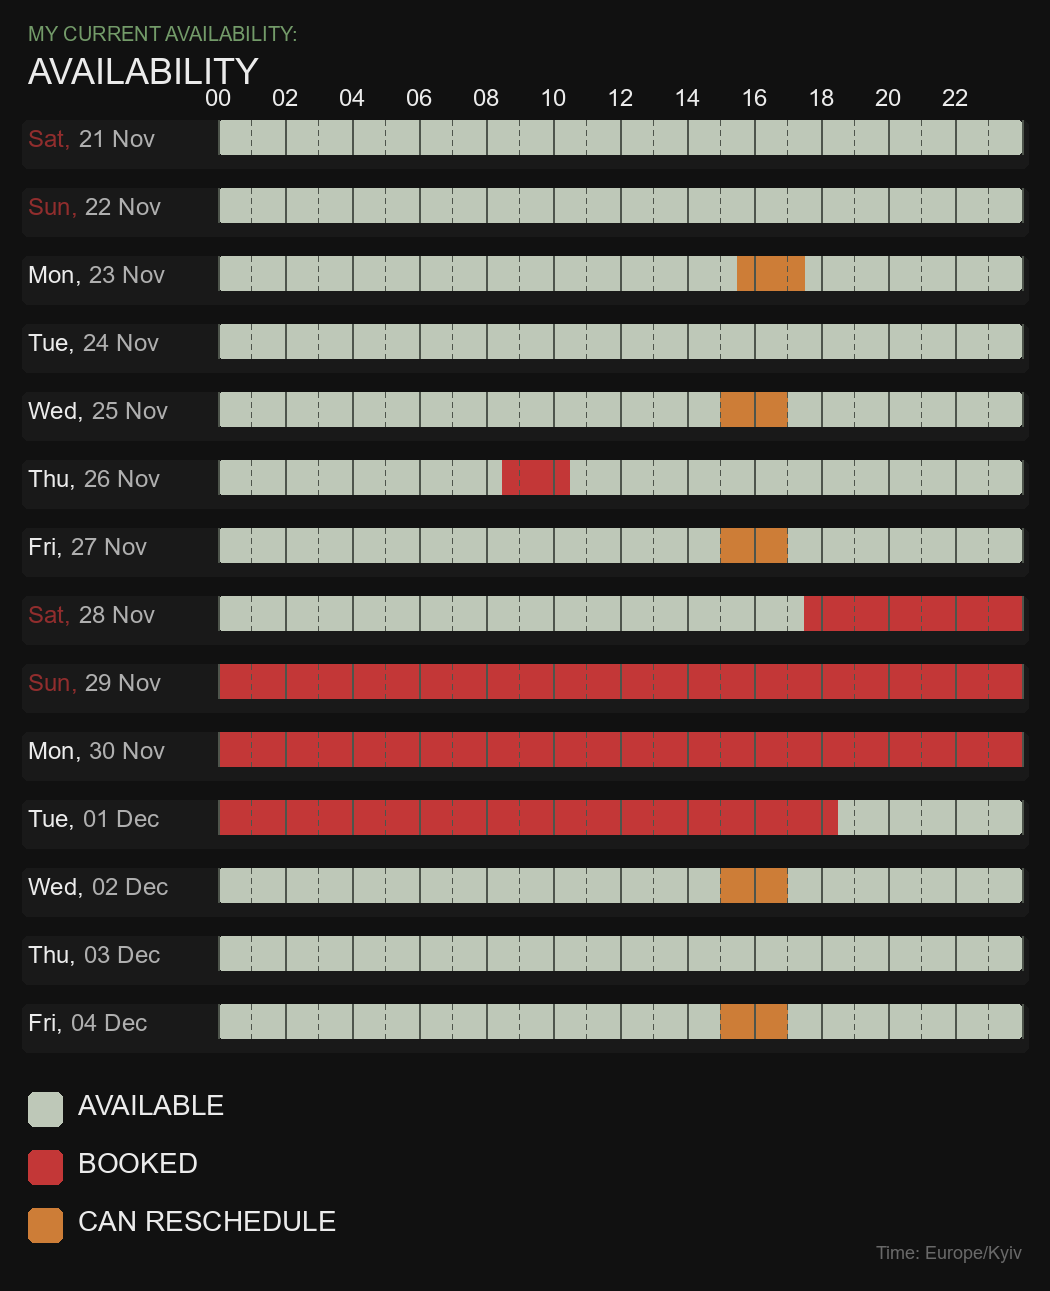 MY CURRENT AVAILABILITY:
AVAILABILITY
00 02 04 06 08 10 12 14 16 18 20 22
Sat, 21 Nov
Sun, 22 Nov
Mon, 23 Nov
Tue, 24 Nov
Wed, 25 Nov
Thu, 26 Nov
Fri, 27 Nov
Sat, 28 Nov
Sun, 29 Nov
Mon, 30 Nov
Tue, 01 Dec
Wed, 02 Dec
Thu, 03 Dec
Fri, 04 Dec
AVAILABLE
BOOKED
CAN RESCHEDULE
Time: Europe/Kyiv